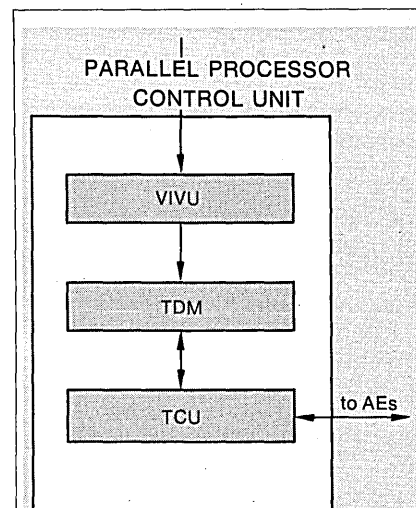 PARALLEL PROCESSOR
CONTROL UNIT
VIVU
TDM
TCU
to AEs